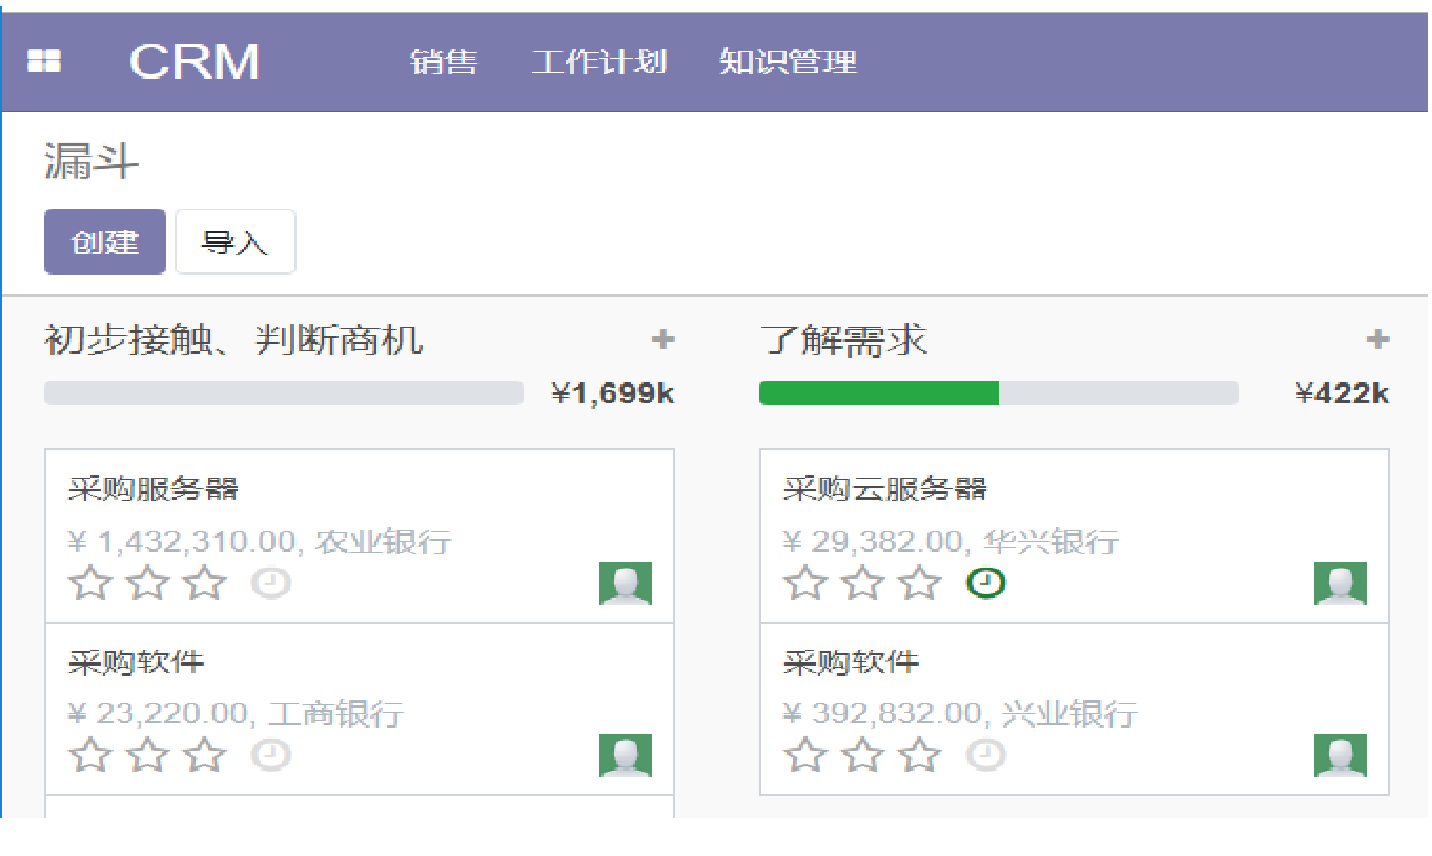 CRM 销售 工作计划 知识管理
漏斗
创建 导入
初步接触、判断商机 +
¥1,699k
采购服务器
¥ 1,432,310.00, 农业银行
采购软件
¥ 23,220.00, 工商银行
了解需求 +
¥422k
采购云服务器
¥ 29,382.00, 华兴银行
采购软件
¥ 392,832.00, 兴业银行